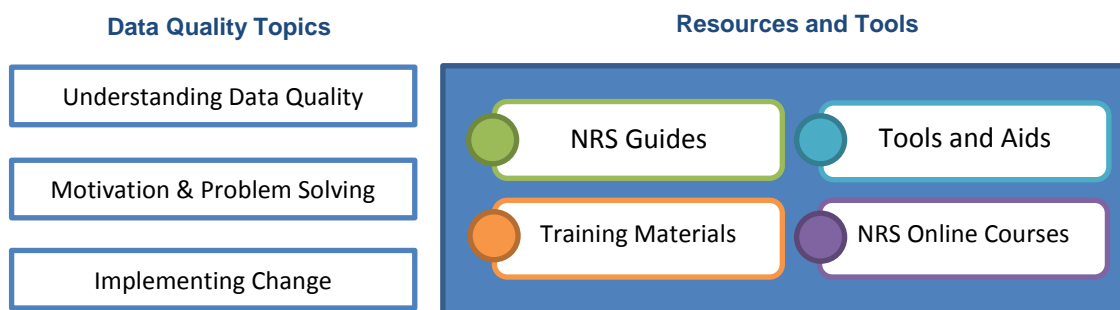 Data Quality Topics
Understanding Data Quality
Motivation & Problem Solving
Implementing Change
Resources and Tools
NRS Guides
Tools and Aids
Training Materials
NRS Online Courses